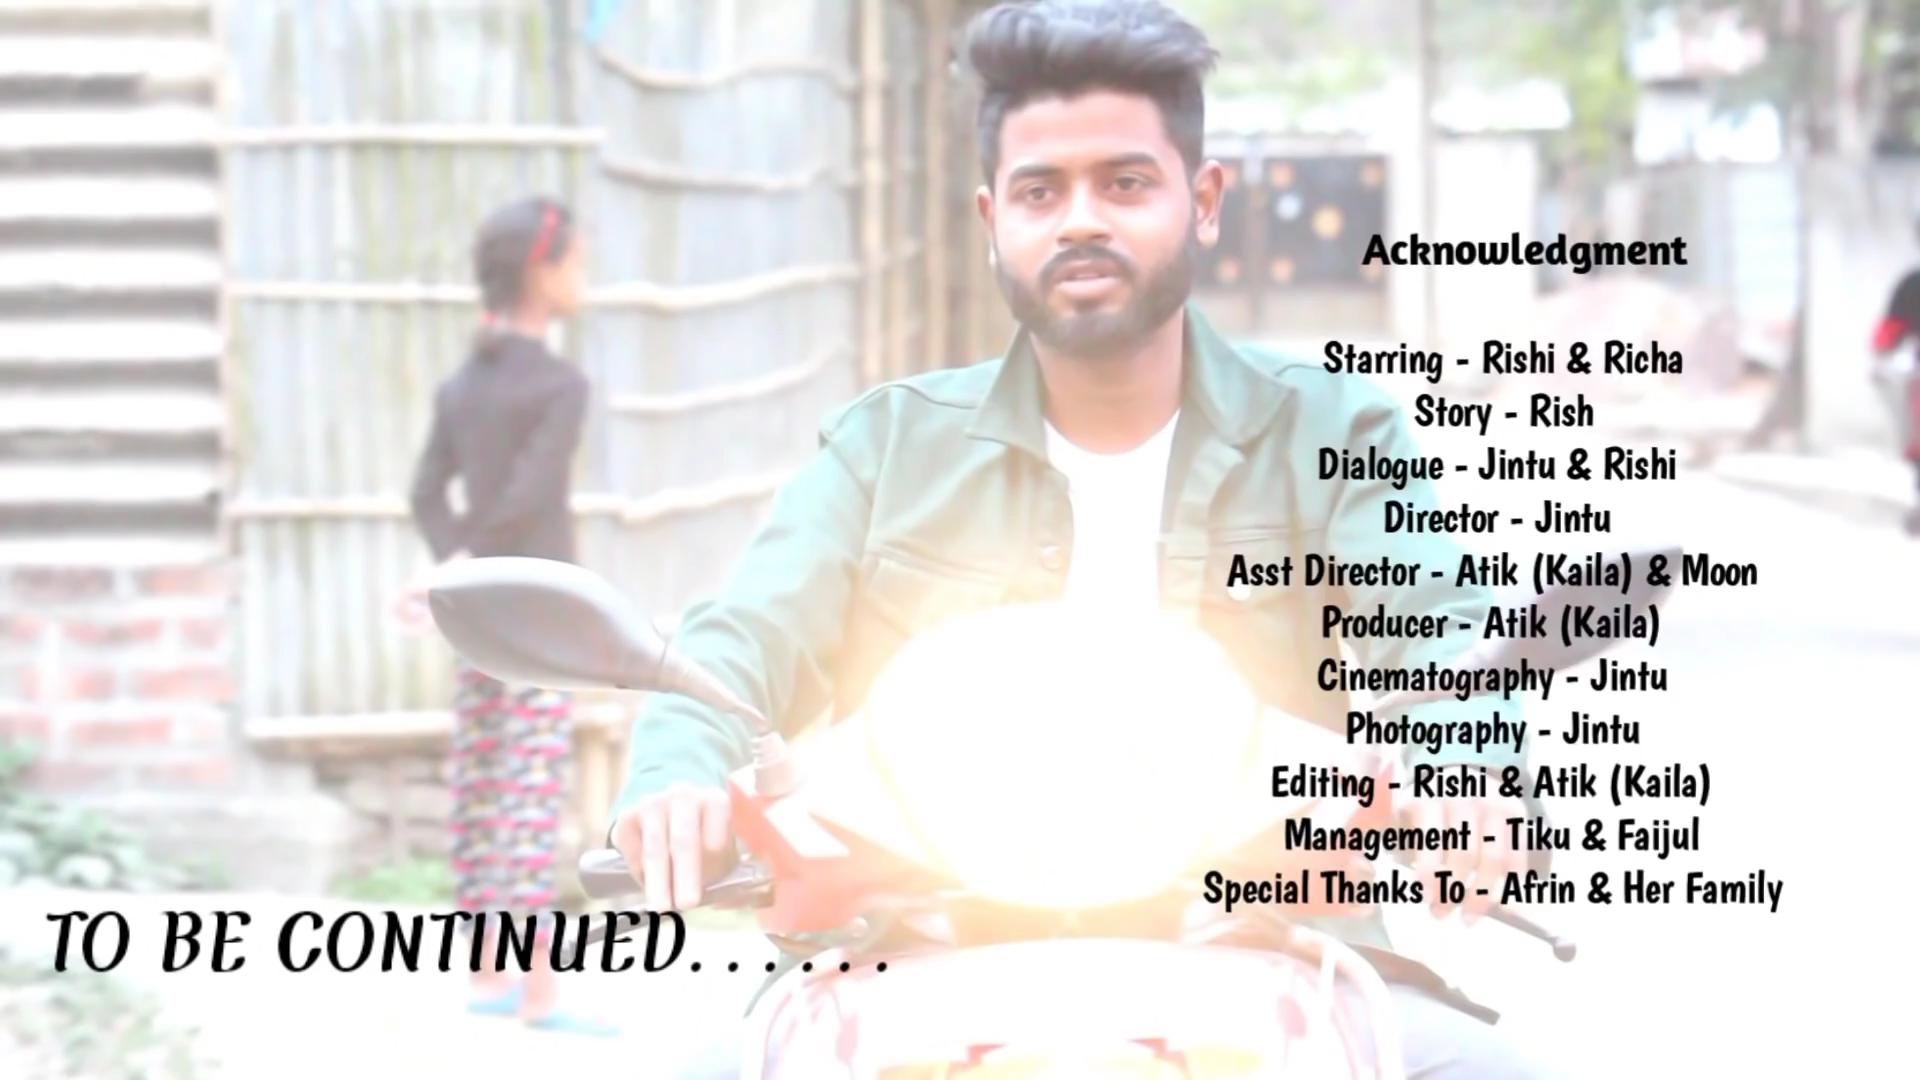 Acknowledgment
Starring - Rishi & Richa
Story - Rish
Dialogue - Jintu & Rishi
Director - Jintu
Asst Director - Atik (Kaila) & Moon
Producer - Atik (Kaila)
Cinematography - Jintu
Photography - Jintu
Editing - Rishi & Atik (Kaila)
Management - Tiku & Faijul
Special Thanks To - Afrin & Her Family
TO BE CONTINUED......